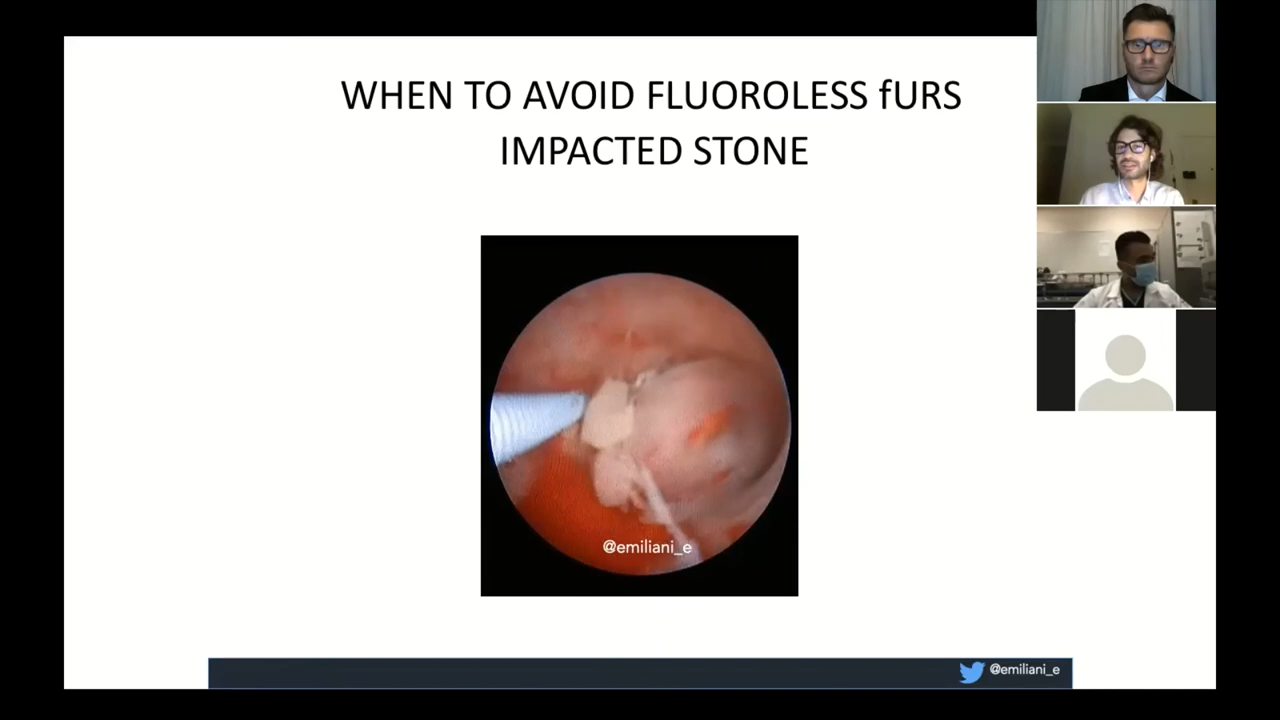 WHEN TO AVOID FLUOROLESS fURS
IMPACTED STONE
@emiliani_e
@emiliani_e